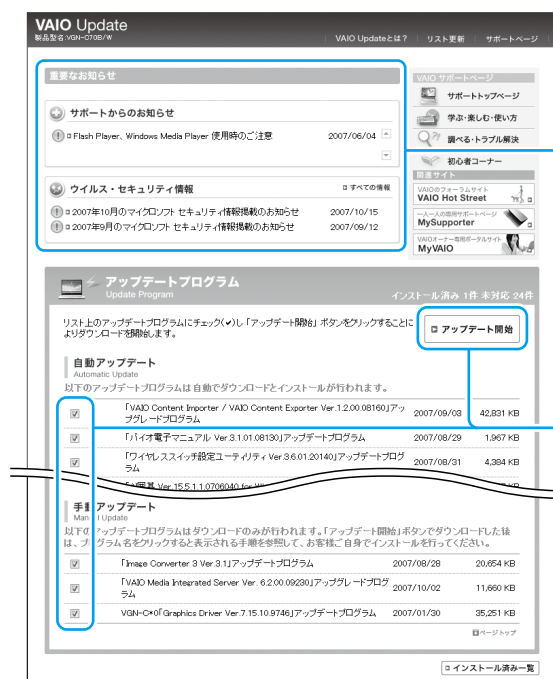 VAIO Update
製品型名:VGN-C70B/W
VAIO Updateとは? リスト更新 サポートページ
重要なお知らせ
サポートからのお知らせ
Flash Player、Windows Media Player 使用時のご注意 2007/06/04
ウイルス・セキュリティ情報 すべての情報
2007年10月のマイクロソフト セキュリティ情報掲載のお知らせ 2007/10/15
2007年9月のマイクロソフト セキュリティ情報掲載のお知らせ 2007/09/12
VAIO サポートページ
サポートトップページ
学ぶ・楽しむ・使い方
調べる・トラブル解決
初心者コーナー
関連サイト
VAIOのフォーラムサイト
VAIO Hot Street
一人一人の専用サポートページ
MySupporter
VAIOオーナー専用ポータルサイト
MyVAIO
アップデートプログラム
Update Program
インストール済み 1件 未対応 24件
リスト上のアップデートプログラムにチェック(✔)し「アップデート開始」ボタンをクリックすることに
よりダウンロードを開始します。
アップデート開始
自動アップデート
Automatic Update
以下のアップデートプログラムは自動でダウンロードとインストールが行われます。
「VAIO Content Importer / VAIO Content Exporter Ver.1.2.00.08160」アッ
プグレードプログラム 2007/09/03 42,831 KB
「バイオ電子マニュアル Ver.3.1.01.08130」アップデートプログラム 2007/08/29 1,967 KB
「ワイヤレススイッチ設定ユーティリティ Ver.3.6.01.20140」アップデートプログ
ラム 2007/08/31 4,384 KB
Ver.15.5.1.1.0706040 for
手動アップデート
Manual Update
以下のアップデートプログラムはダウンロードのみが行われます。「アップデート開始」ボタンでダウンロードした後
は、プログラム名をクリックすると表示される手順を参照して、お客様ご自身でインストールを行ってください。
「Image Converter 3 Ver.3.1」アップデートプログラム 2007/08/28 20,654 KB
「VAIO Media Integrated Server Ver. 6.2.00.09230」アップグレードプログ
ラム 2007/10/02 11,660 KB
VGN-C*0「Graphics Driver Ver.7.15.10.9746」アップデートプログラム 2007/01/30 35,251 KB
ページトップ
インストール済み一覧